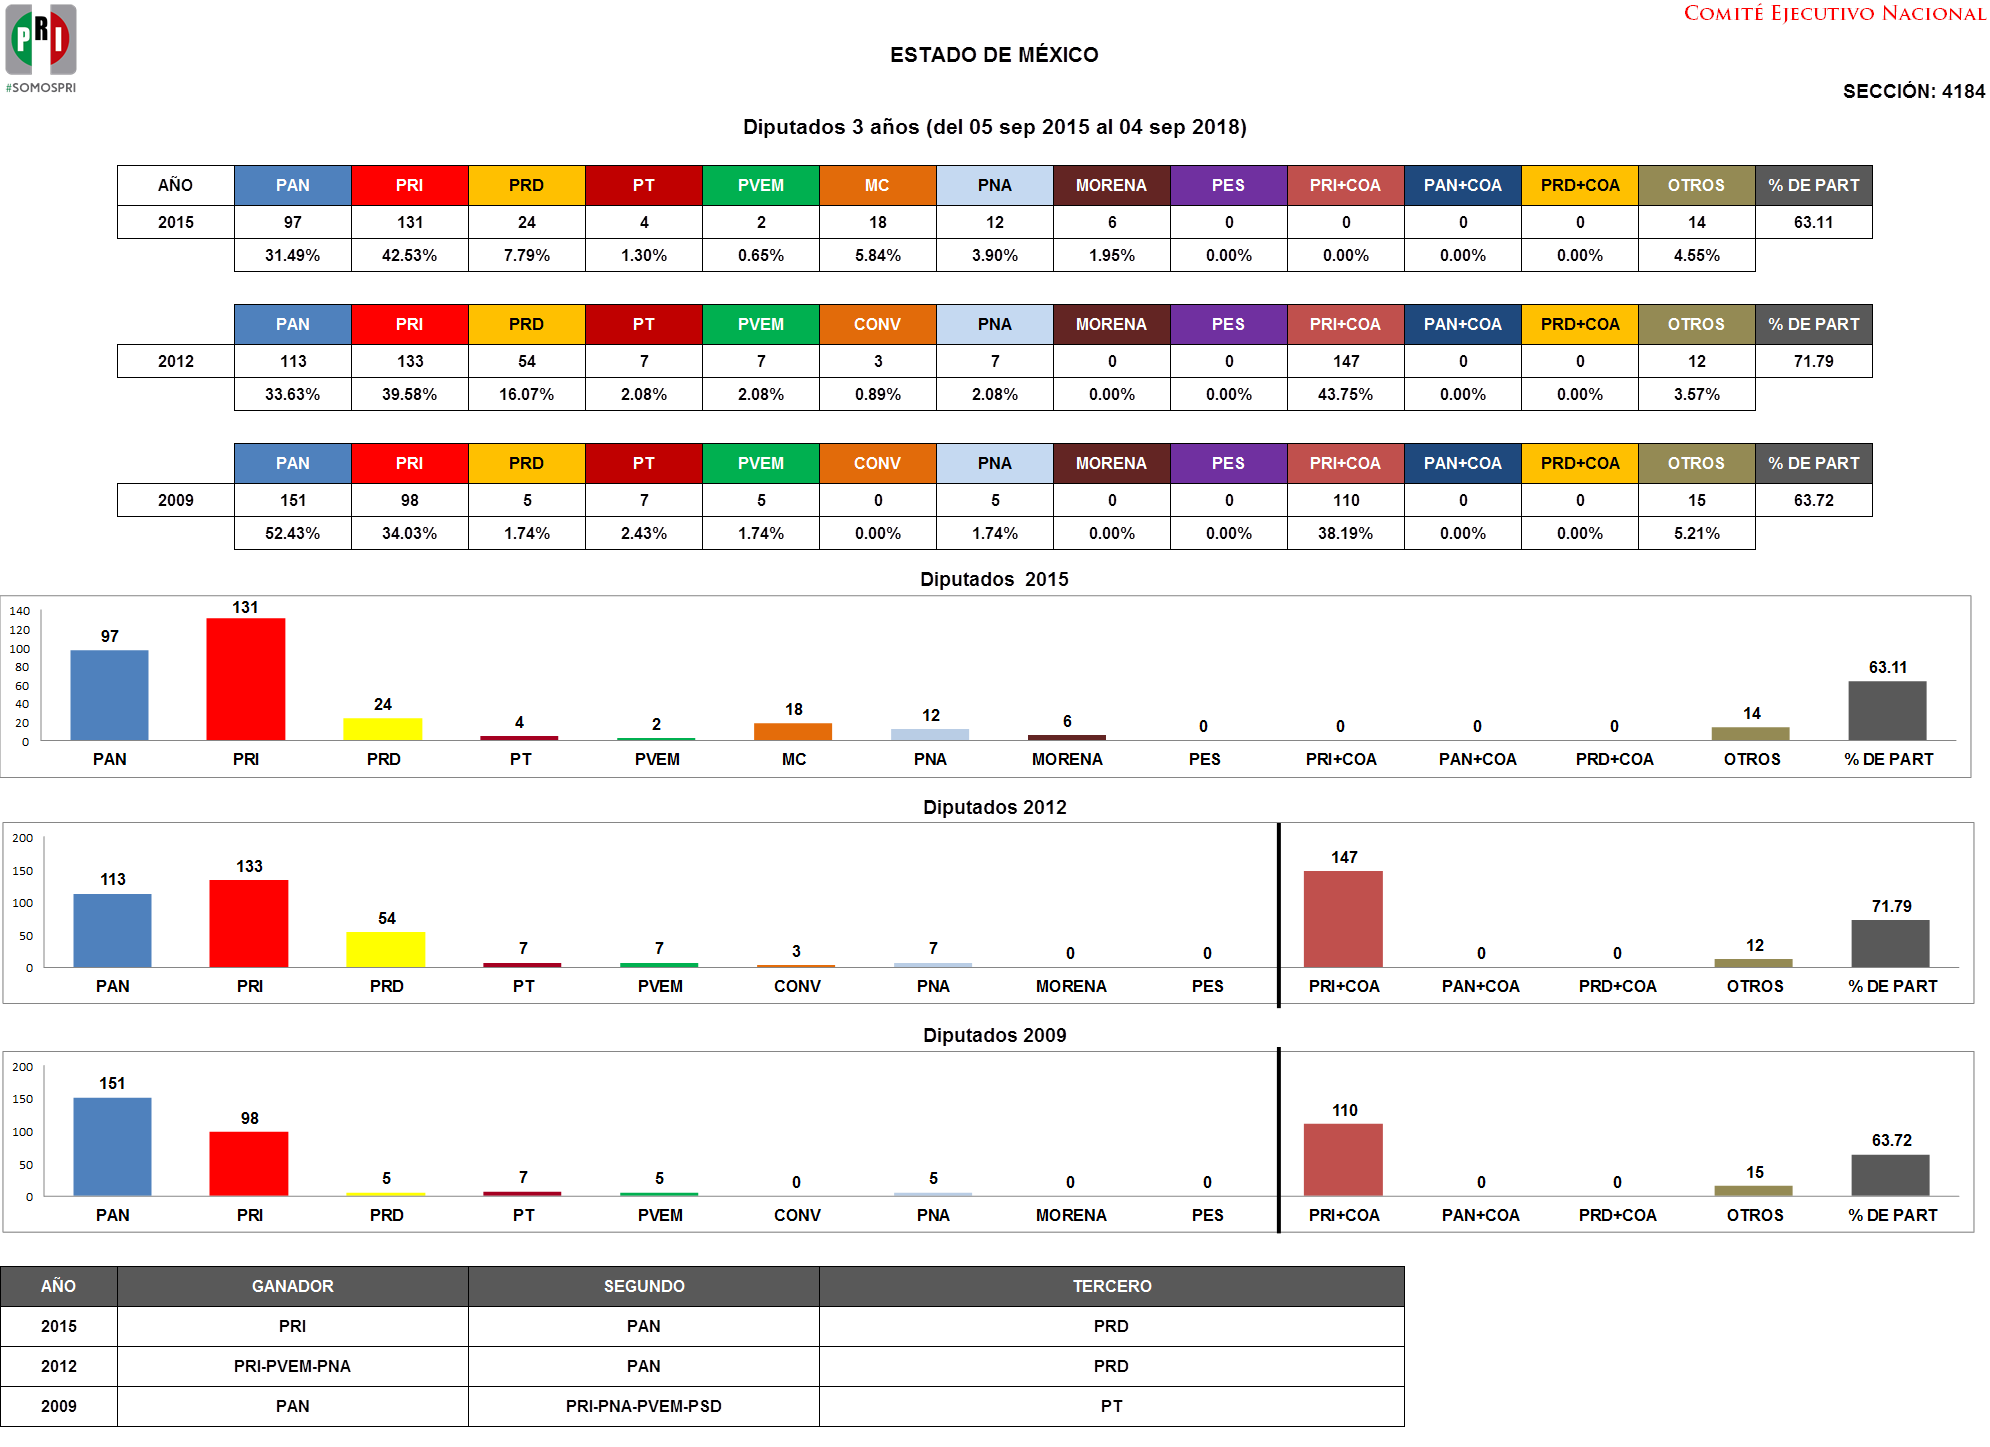 PRI
#SOMOSPRI
COMITÉ EJECUTIVO NACIONAL
ESTADO DE MÉXICO
SECCIÓN: 4184
Diputados 3 años (del 05 sep 2015 al 04 sep 2018)
AÑO PAN PRI PRD PT PVEM MC PNA MORENA PES PRI+COA PAN+COA PRD+COA OTROS % DE PART
2015 97 131 24 4 2 18 12 6 0 0 0 0 14 63.11
31.49% 42.53% 7.79% 1.30% 0.65% 5.84% 3.90% 1.95% 0.00% 0.00% 0.00% 0.00% 4.55%
PAN PRI PRD PT PVEM CONV PNA MORENA PES PRI+COA PAN+COA PRD+COA OTROS % DE PART
2012 113 133 54 7 7 3 7 0 0 147 0 0 12 71.79
33.63% 39.58% 16.07% 2.08% 2.08% 0.89% 2.08% 0.00% 0.00% 43.75% 0.00% 0.00% 3.57%
PAN PRI PRD PT PVEM CONV PNA MORENA PES PRI+COA PAN+COA PRD+COA OTROS % DE PART
2009 151 98 5 7 5 0 5 0 0 110 0 0 15 63.72
52.43% 34.03% 1.74% 2.43% 1.74% 0.00% 1.74% 0.00% 0.00% 38.19% 0.00% 0.00% 5.21%
Diputados 2015
140
120
100
80
60
40
20
0
97 131 24 4 2 18 12 6 0 0 0 0 14 63.11
PAN PRI PRD PT PVEM MC PNA MORENA PES PRI+COA PAN+COA PRD+COA OTROS % DE PART
Diputados 2012
200
150
100
50
0
113 133 54 7 7 3 7 0 0 147 0 0 12 71.79
PAN PRI PRD PT PVEM CONV PNA MORENA PES PRI+COA PAN+COA PRD+COA OTROS % DE PART
Diputados 2009
200
150
100
50
0
151 98 5 7 5 0 5 0 0 110 0 0 15 63.72
PAN PRI PRD PT PVEM CONV PNA MORENA PES PRI+COA PAN+COA PRD+COA OTROS % DE PART
AÑO GANADOR SEGUNDO TERCERO
2015 PRI PAN PRD
2012 PRI-PVEM-PNA PAN PRD
2009 PAN PRI-PNA-PVEM-PSD PT